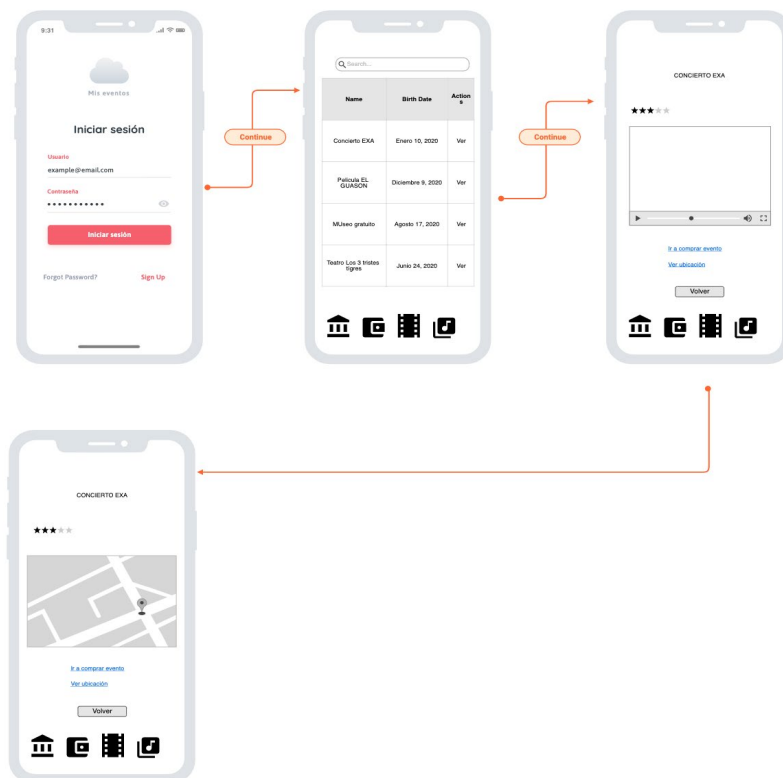 9:31
Mis eventos
Iniciar sesión
Usuario
example@email.com
Contraseña
Iniciar sesión
Forgot Password?
Sign Up
Continue
Search...
Name
Birth Date
Action
s
Concierto EXA
Enero 10, 2020
Ver
Película EL
GUASON
Diciembre 9, 2020
Ver
MUseo gratuito
Agosto 17, 2020
Ver
Teatro Los 3 tristes
tigres
Junio 24, 2020
Ver
Continue
CONCIERTO EXA
Ir a comprar evento
Ver ubicación
Volver
CONCIERTO EXA
Ir a comprar evento
Ver ubicación
Volver